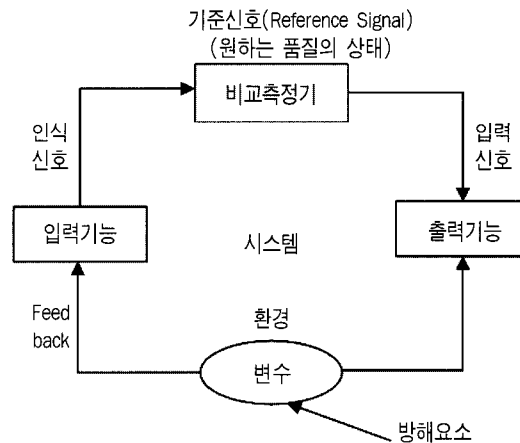 기준신호(Reference Signal)
(원하는 품질의 상태)
비교측정기
인식
신호
입력
신호
입력기능
시스템
출력기능
Feed
back
환경
변수
방해요소